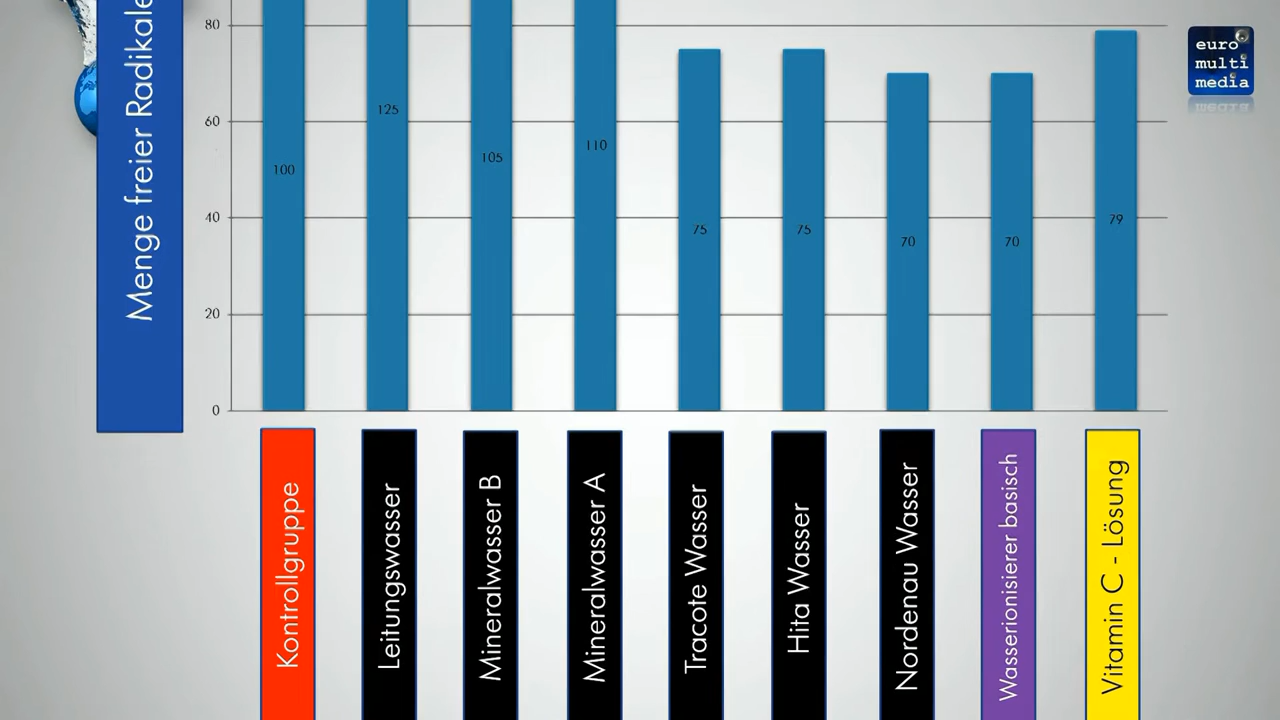 Menge freier Radikale
80
60
40
20
0
100
125
105
110
75
75
70
70
79
Kontrollgruppe
Leitungswasser
Mineralwasser B
Mineralwasser A
Tracote Wasser
Hita Wasser
Nordenau Wasser
Wasserionisierer basisch
Vitamin C - Lösung
euro
multi
media